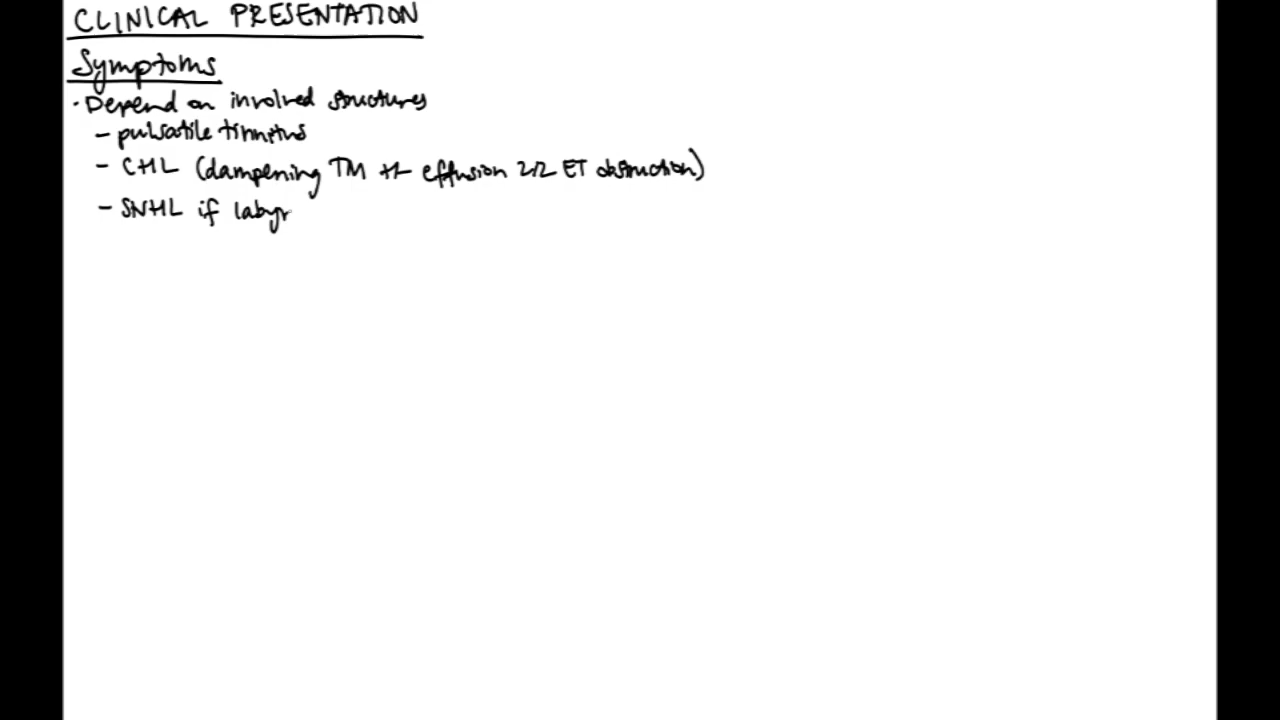 CLINICAL PRESENTATION
Symptoms
· Depend on involved structures
- pulsatile tinnitus
- CHL (dampening TM +/- effusion 2/2 ET obstruction)
- SNHL if labyr